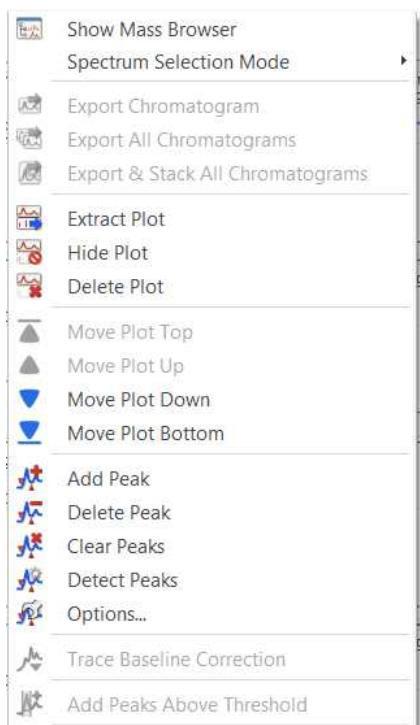 Show Mass Browser
Spectrum Selection Mode
Export Chromatogram
Export All Chromatograms
Export & Stack All Chromatograms
Extract Plot
Hide Plot
Delete Plot
Move Plot Top
Move Plot Up
Move Plot Down
Move Plot Bottom
Add Peak
Delete Peak
Clear Peaks
Detect Peaks
Options...
Trace Baseline Correction
Add Peaks Above Threshold